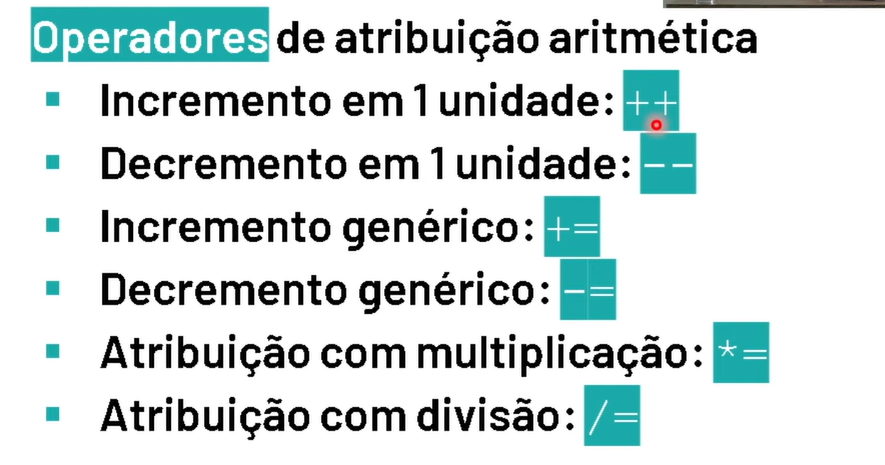 Operadores de atribuição aritmética
▪ Incremento em 1 unidade: ++
▪ Decremento em 1 unidade: --
▪ Incremento genérico: +=
▪ Decremento genérico: -=
▪ Atribuição com multiplicação: *=
▪ Atribuição com divisão: /=